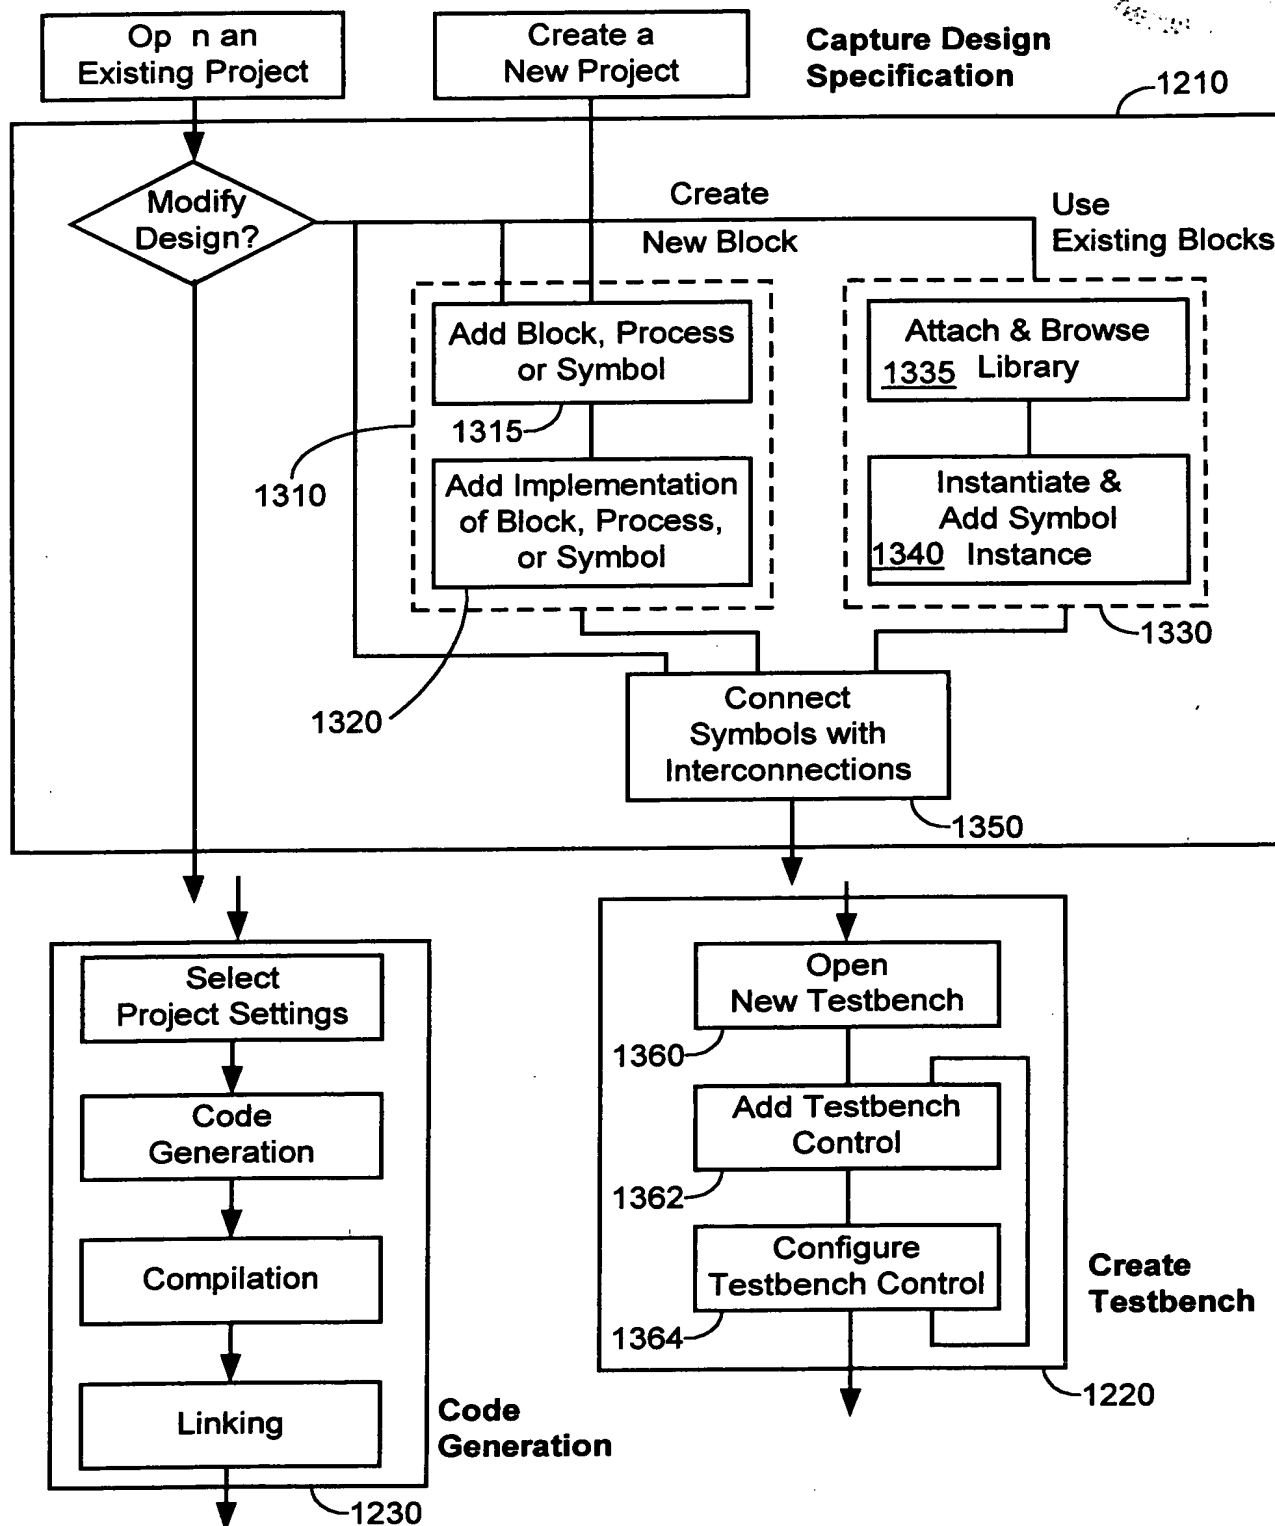 Op n an
Existing Project
Create a
New Project
Capture Design
Specification
1210
Modify
Design?
Create
New Block
Use
Existing Blocks
Add Block, Process
or Symbol
1315
1310
Add Implementation
of Block, Process,
or Symbol
1320
Attach & Browse
1335 Library
Instantiate &
Add Symbol
1340 Instance
1330
Connect
Symbols with
Interconnections
1350
Select
Project Settings
Code
Generation
Compilation
Linking
Code
Generation
1230
Open
New Testbench
1360
Add Testbench
Control
1362
Configure
Testbench Control
1364
Create
Testbench
1220